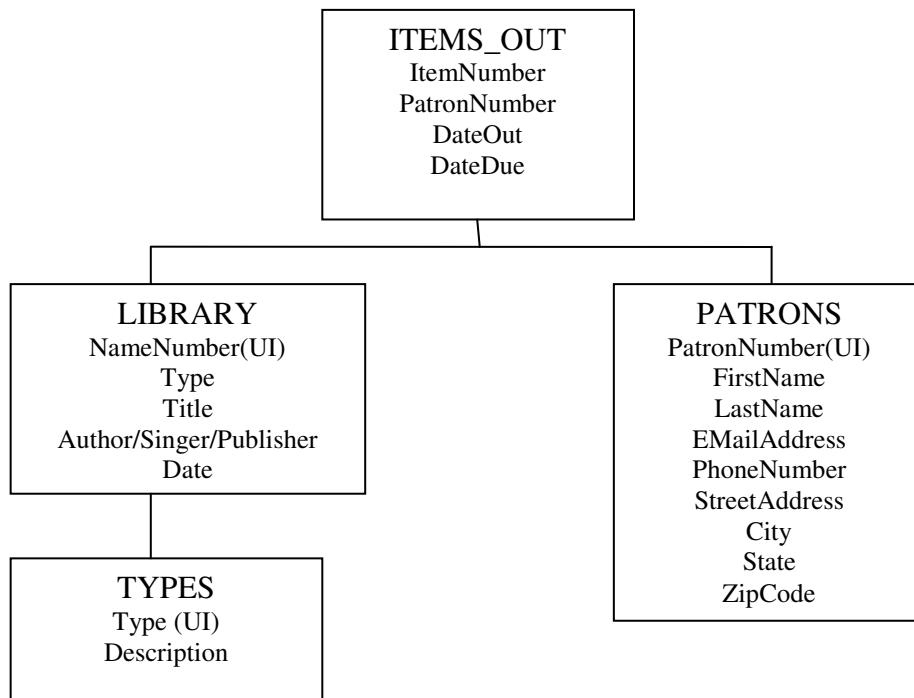 ITEMS_OUT
ItemNumber
PatronNumber
DateOut
DateDue
LIBRARY
NameNumber(UI)
Type
Title
Author/Singer/Publisher
Date
PATRONS
PatronNumber(UI)
FirstName
LastName
EMailAddress
PhoneNumber
StreetAddress
City
State
ZipCode
TYPES
Type (UI)
Description